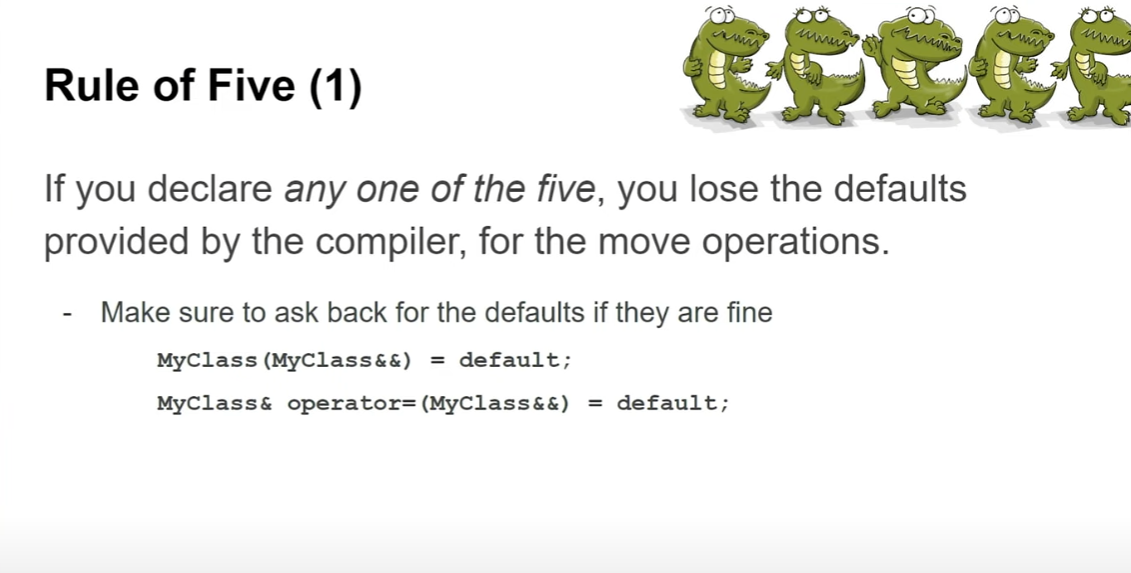 Rule of Five (1)
If you declare any one of the five, you lose the defaults
provided by the compiler, for the move operations.
- Make sure to ask back for the defaults if they are fine
MyClass(MyClass&&) = default;
MyClass& operator=(MyClass&&) = default;